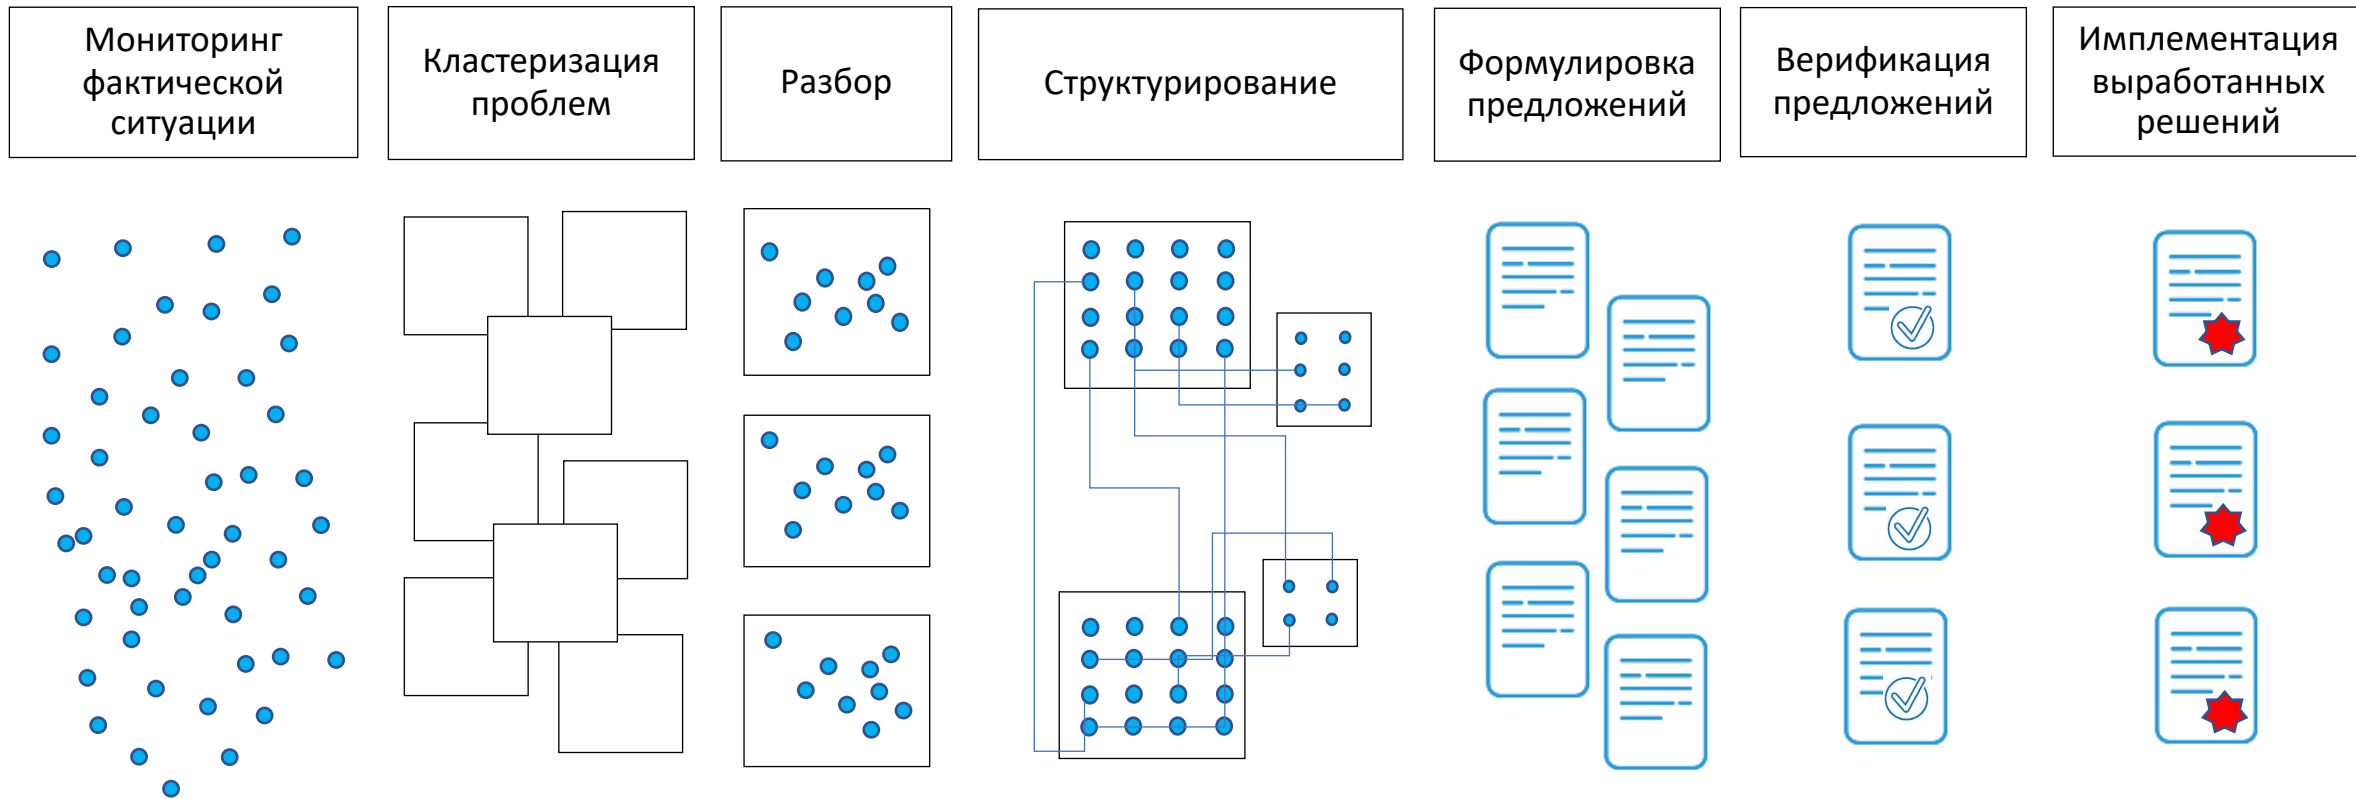 Мониторинг
фактической
ситуации
Кластеризация
проблем
Разбор
Структурирование
Формулировка
предложений
Верификация
предложений
Имплементация
выработанных
решений